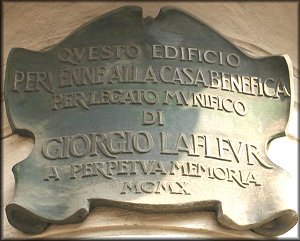 QVESTO EDIFICIO
PERVENNE ALLA CASA BENEFICA
PER LEGATO MVNIFICO
DI
GIORGIO LAFLEVR
A PERPETVA MEMORIA
MCMX